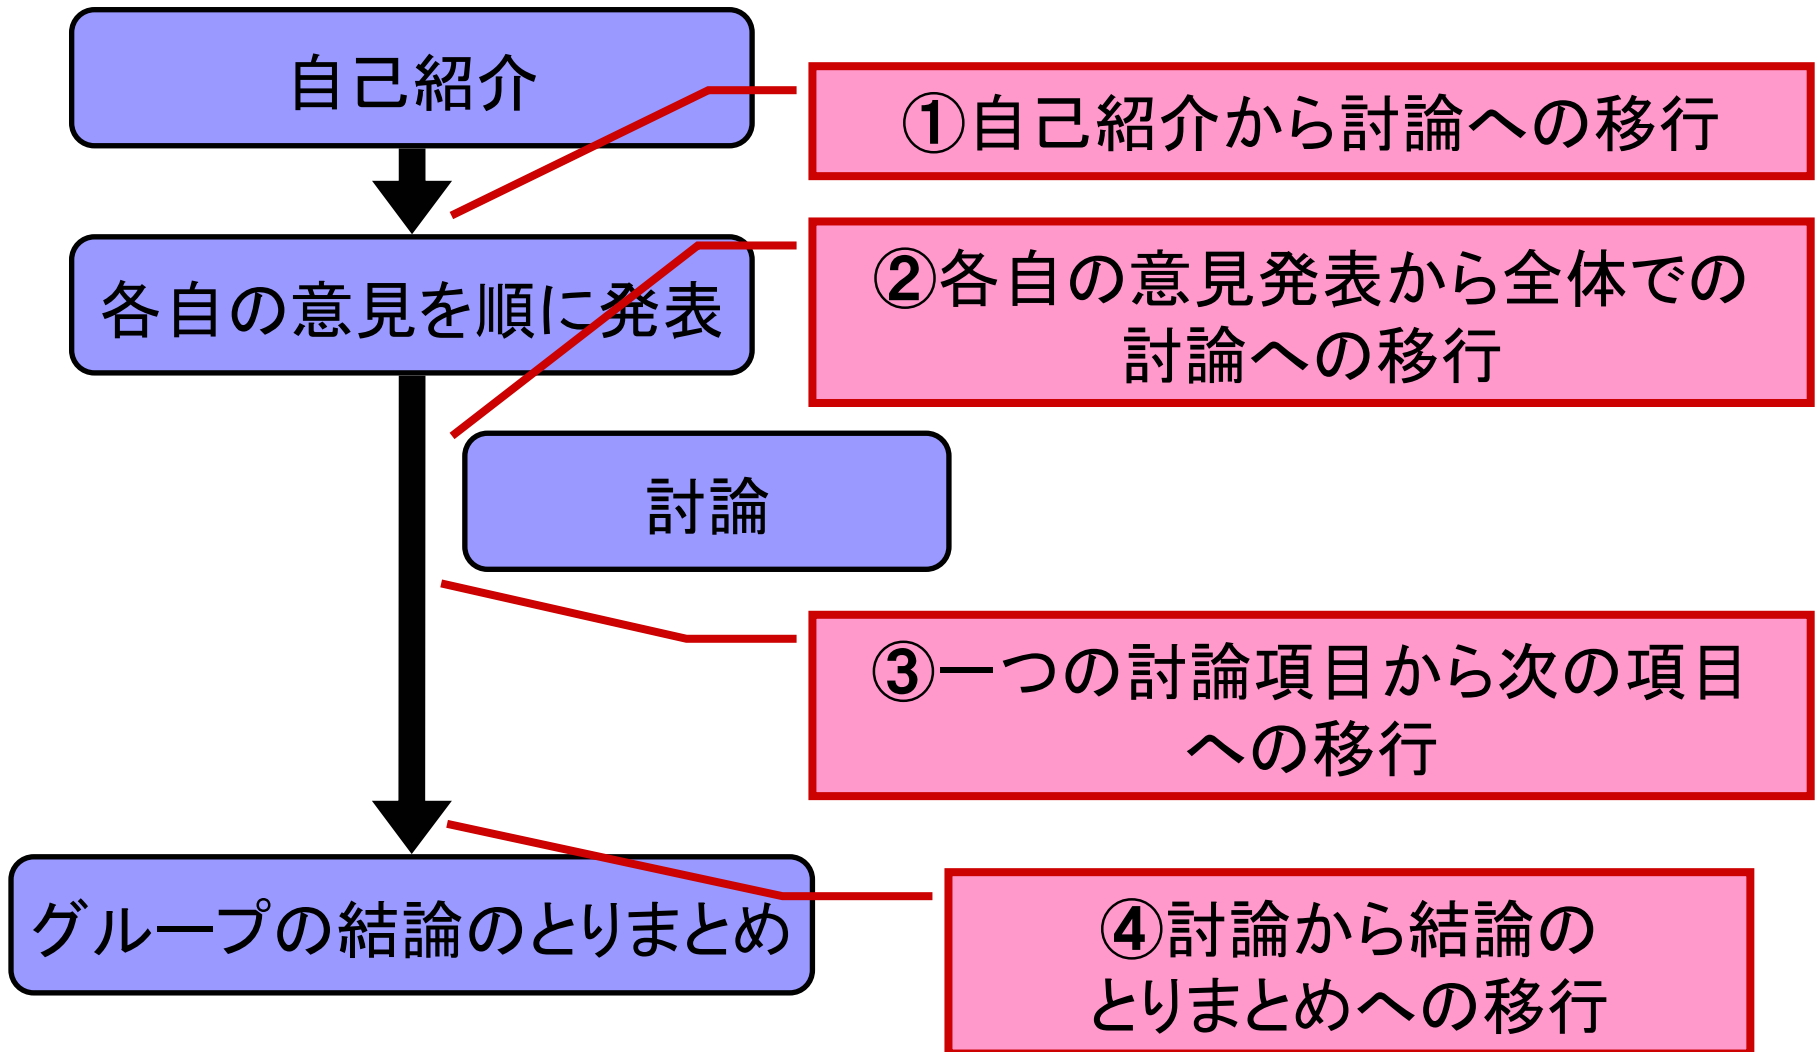 自己紹介
①自己紹介から討論への移行
各自の意見を順に発表
②各自の意見発表から全体での
討論への移行
討論
③一つの討論項目から次の項目
への移行
グループの結論のとりまとめ
④討論から結論の
とりまとめへの移行